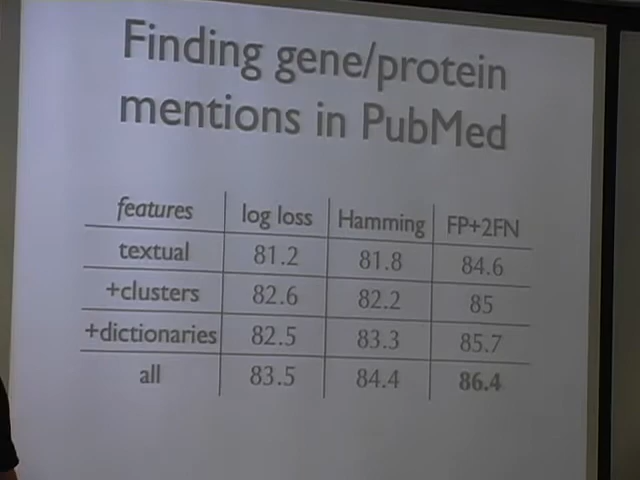 Finding gene/protein
mentions in PubMed
features log loss Hamming FP+2FN
textual 81.2 81.8 84.6
+clusters 82.6 82.2 85
+dictionaries 82.5 83.3 85.7
all 83.5 84.4 86.4